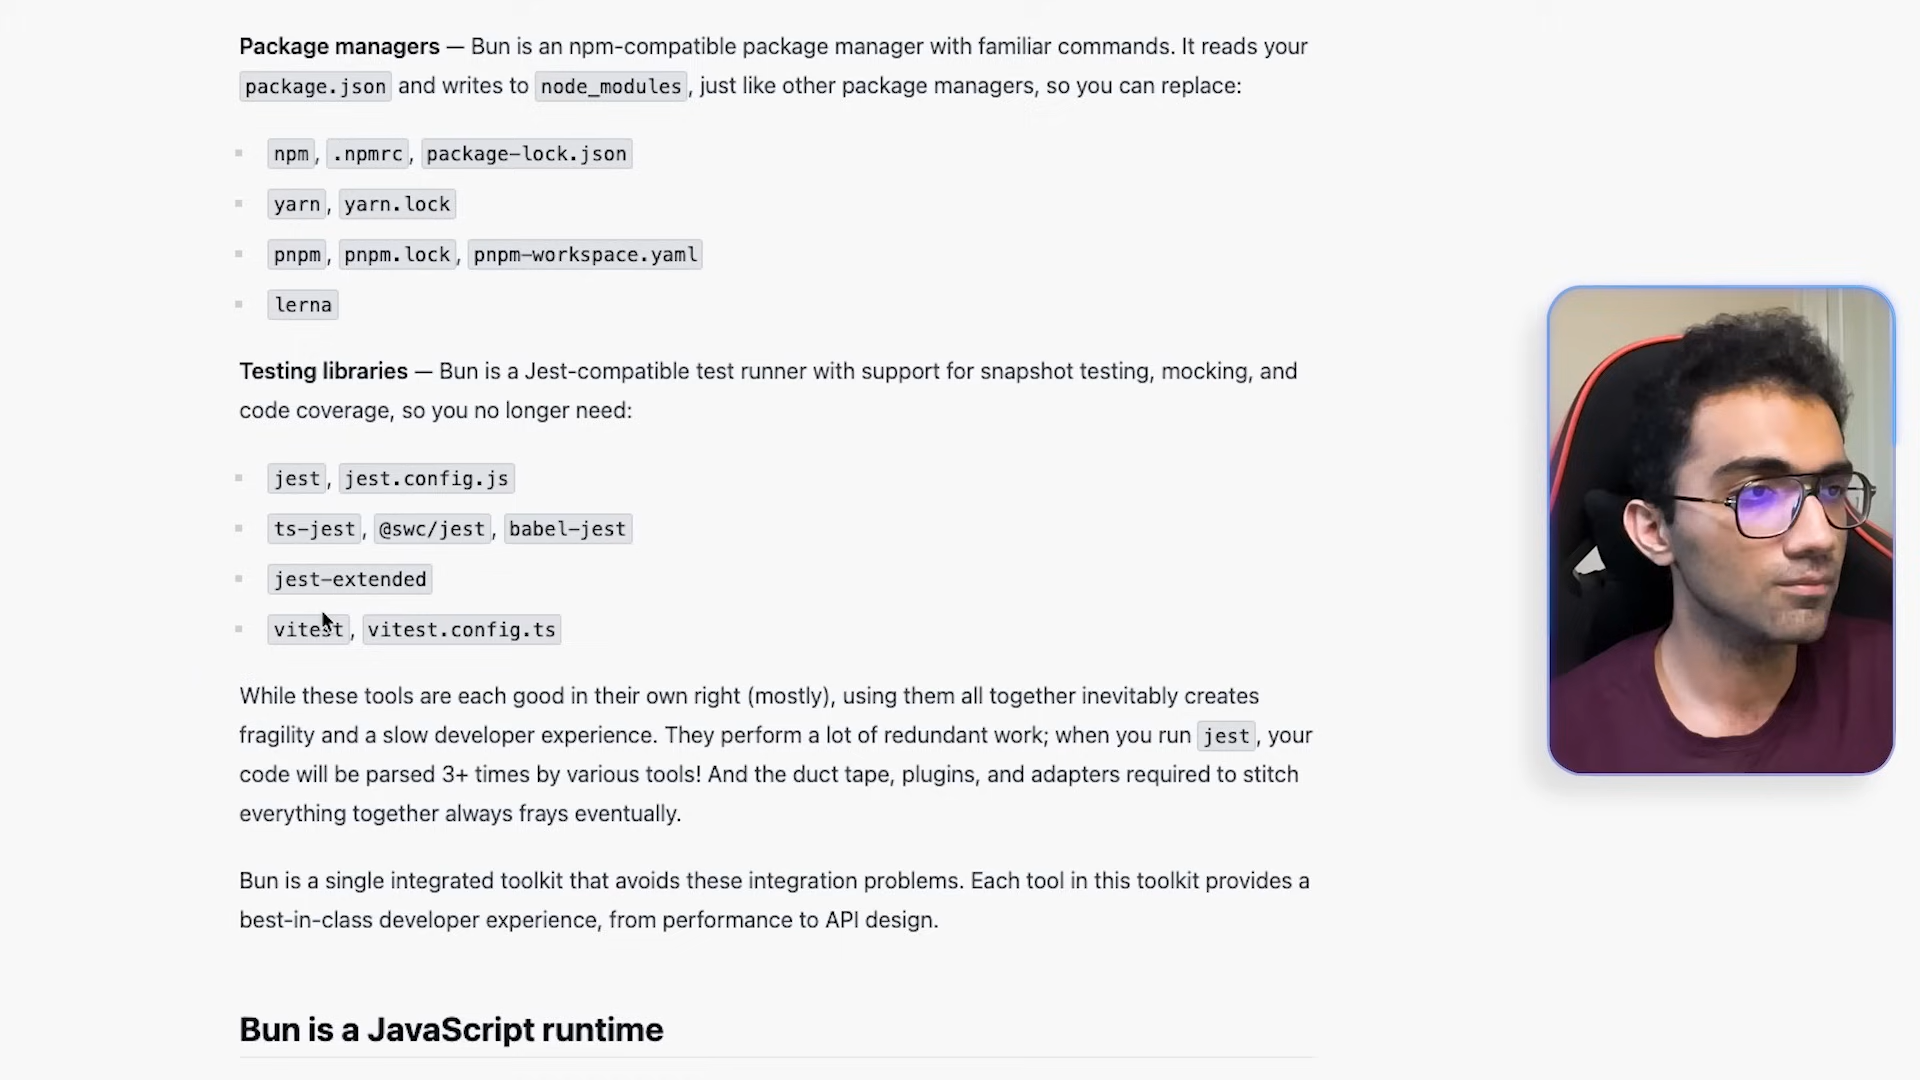 Package managers — Bun is an npm-compatible package manager with familiar commands. It reads your
package.json and writes to node_modules, just like other package managers, so you can replace:
npm, .npmrc, package-lock.json
yarn, yarn.lock
pnpm, pnpm.lock, pnpm-workspace.yaml
lerna
Testing libraries — Bun is a Jest-compatible test runner with support for snapshot testing, mocking, and
code coverage, so you no longer need:
jest, jest.config.js
ts-jest, @swc/jest, babel-jest
jest-extended
vitest, vitest.config.ts
While these tools are each good in their own right (mostly), using them all together inevitably creates
fragility and a slow developer experience. They perform a lot of redundant work; when you run jest, your
code will be parsed 3+ times by various tools! And the duct tape, plugins, and adapters required to stitch
everything together always frays eventually.
Bun is a single integrated toolkit that avoids these integration problems. Each tool in this toolkit provides a
best-in-class developer experience, from performance to API design.
Bun is a JavaScript runtime